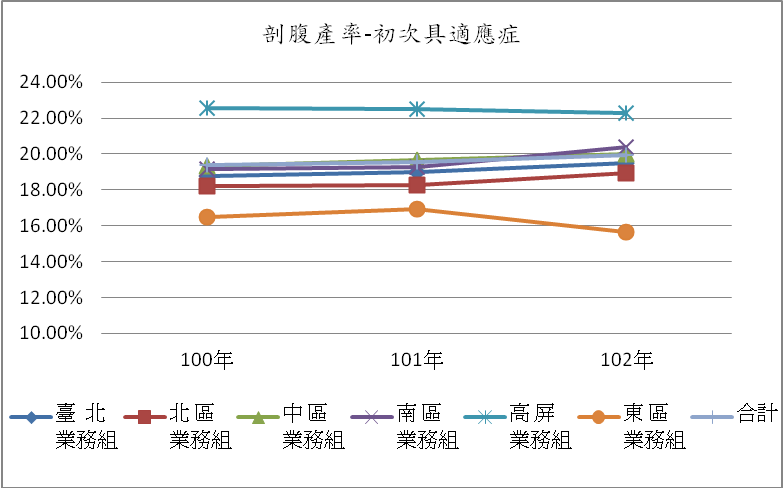 剖腹產率-初次具適應症
24.00%
22.00%
20.00%
18.00%
16.00%
14.00%
12.00%
10.00%
100年 101年 102年
臺 北 北區 中區 南區 高屏 東區 合計
業務組 業務組 業務組 業務組 業務組 業務組